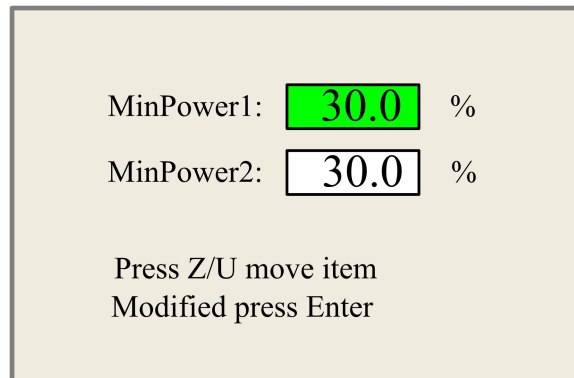 MinPower1: 30.0 %
MinPower2: 30.0 %
Press Z/U move item
Modified press Enter